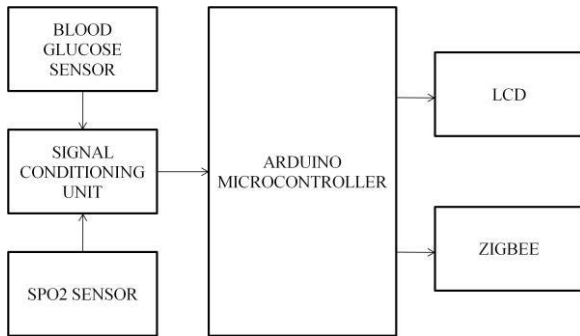 BLOOD
GLUCOSE
SENSOR
SIGNAL
CONDITIONING
UNIT
SPO2 SENSOR
ARDUINO
MICROCONTROLLER
LCD
ZIGBEE